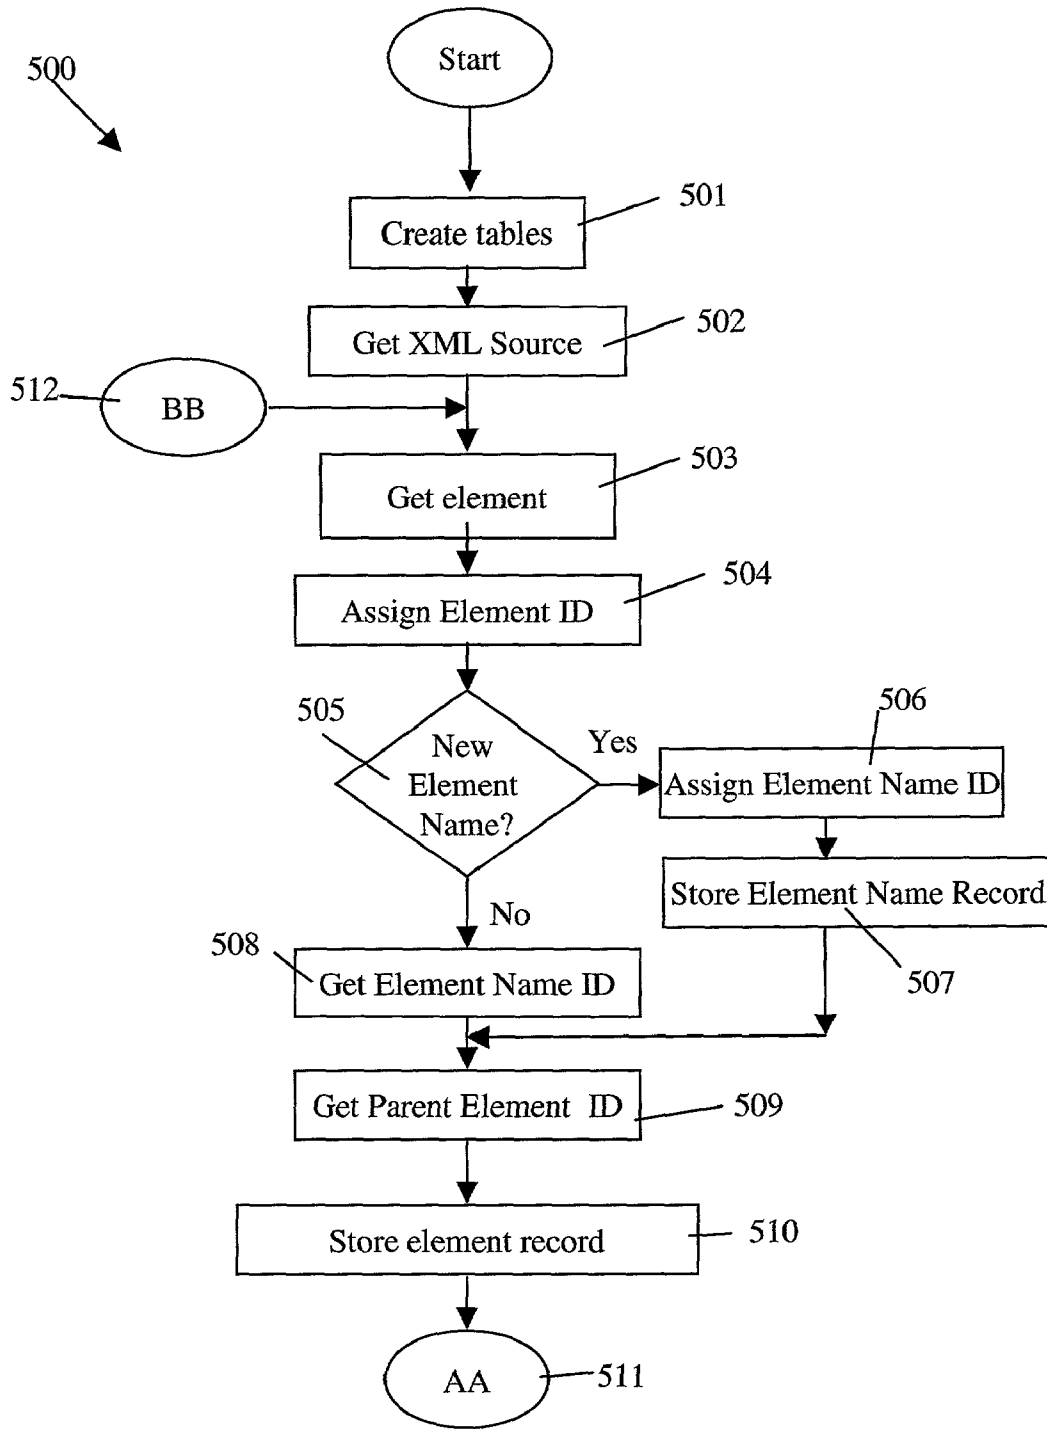 Start
500
501
Create tables
502
Get XML Source
512
BB
503
Get element
504
Assign Element ID
505
New
Element
Name?
Yes
506
Assign Element Name ID
Store Element Name Record
507
No
508
Get Element Name ID
Get Parent Element ID
509
Store element record
510
AA
511